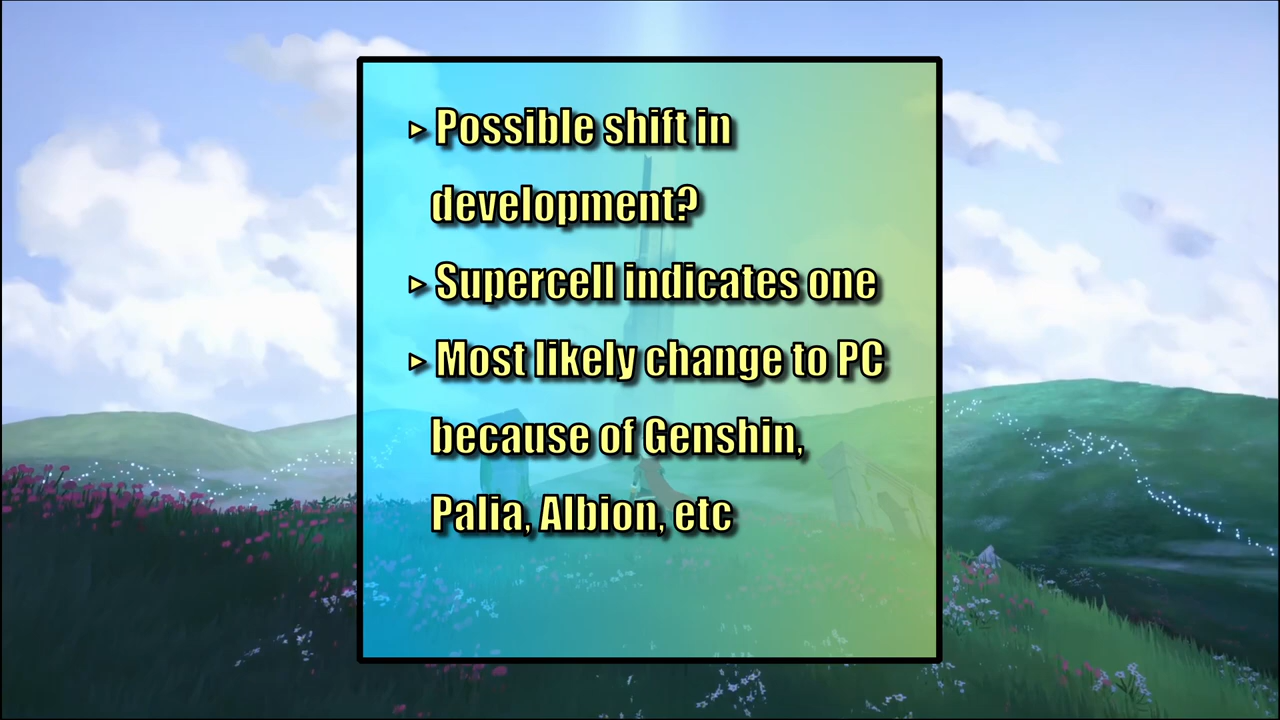 ▸ Possible shift in
development?
▸ Supercell indicates one
▸ Most likely change to PC
because of Genshin,
Palia, Albion, etc